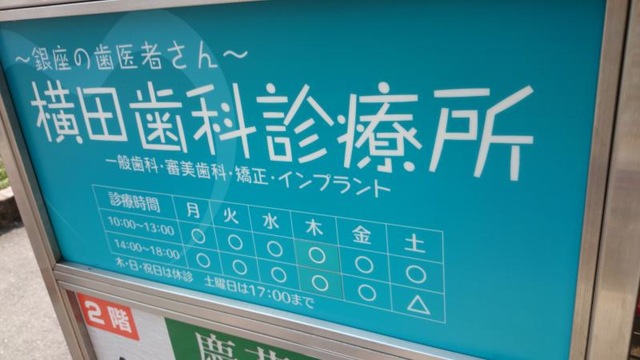 ～銀座の歯医者さん～
横田歯科診療所
一般歯科・審美歯科・矯正・インプラント
診療時間 月 火 水 木 金 土
10:00～13:00 ○ ○ ○ ○ ○ ○
14:00～18:00 ○ ○ ○ ○ ○ △
木・日・祝日は休診 土曜日は17:00まで
2階